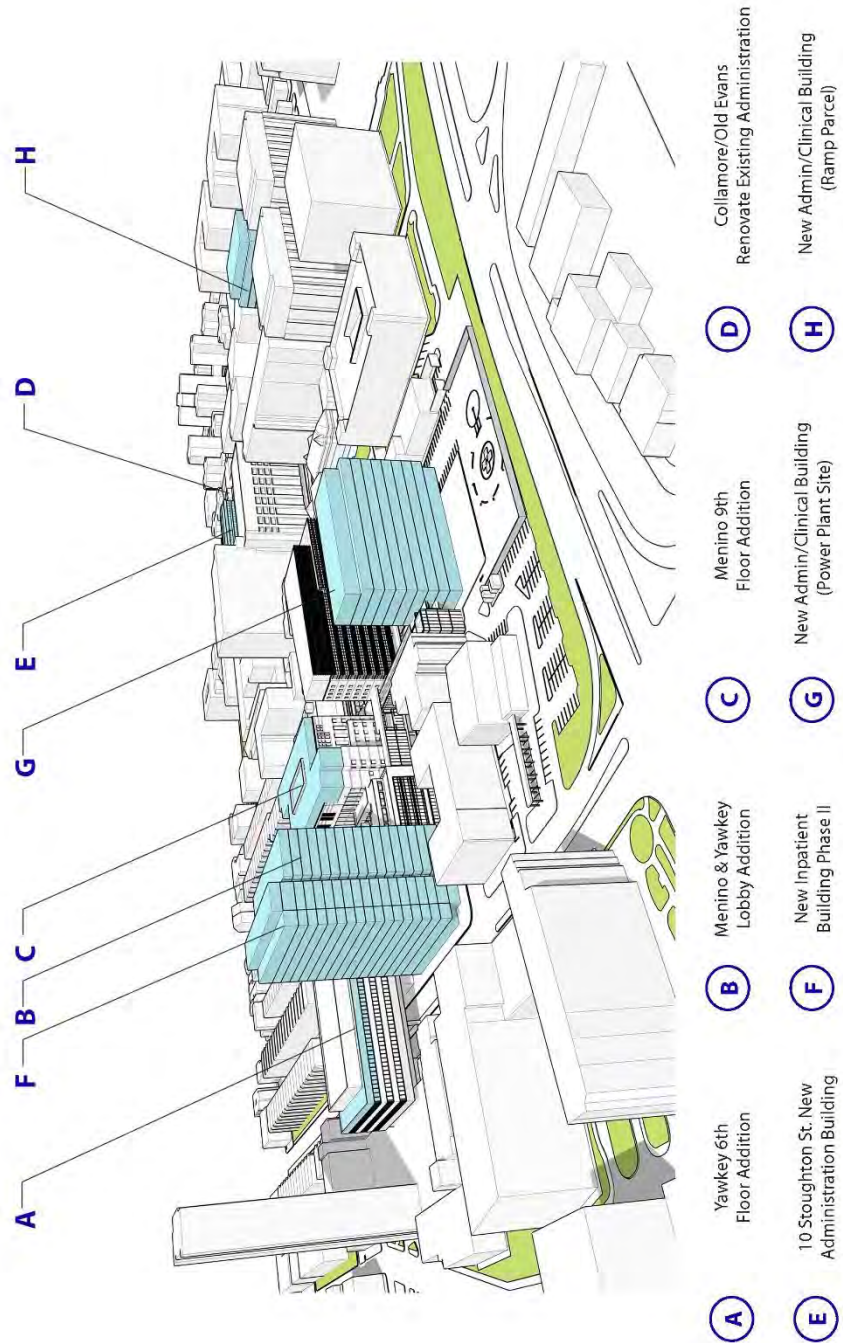 A
F
B
C
G
E
D
H
A
Yawkey 6th
Floor Addition
B
Menino & Yawkey
Lobby Addition
C
Menino 9th
Floor Addition
D
Collamore/Old Evans
Renovate Existing Administration
E
10 Stoughton St. New
Administration Building
F
New Inpatient
Building Phase II
G
New Admin/Clinical Building
(Power Plant Site)
H
New Admin/Clinical Building
(Ramp Parcel)